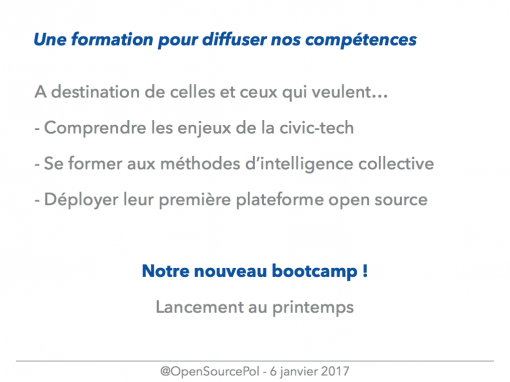 Une formation pour diffuser nos compétences
A destination de celles et ceux qui veulent…
- Comprendre les enjeux de la civic-tech
- Se former aux méthodes d’intelligence collective
- Déployer leur première plateforme open source
Notre nouveau bootcamp !
Lancement au printemps
@OpenSourcePol - 6 janvier 2017